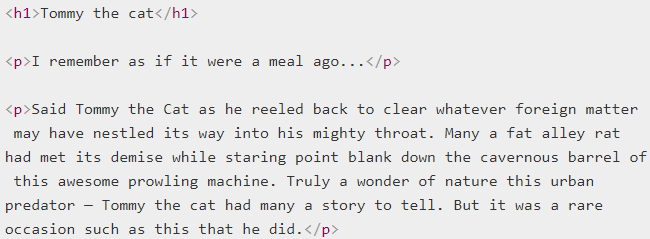 <h1>Tommy the cat</h1>
<p>I remember as if it were a meal ago...</p>
<p>Said Tommy the Cat as he reeled back to clear whatever foreign matter
may have nestled its way into his mighty throat. Many a fat alley rat
had met its demise while staring point blank down the cavernous barrel of
this awesome prowling machine. Truly a wonder of nature this urban
predator — Tommy the cat had many a story to tell. But it was a rare
occasion such as this that he did.</p>